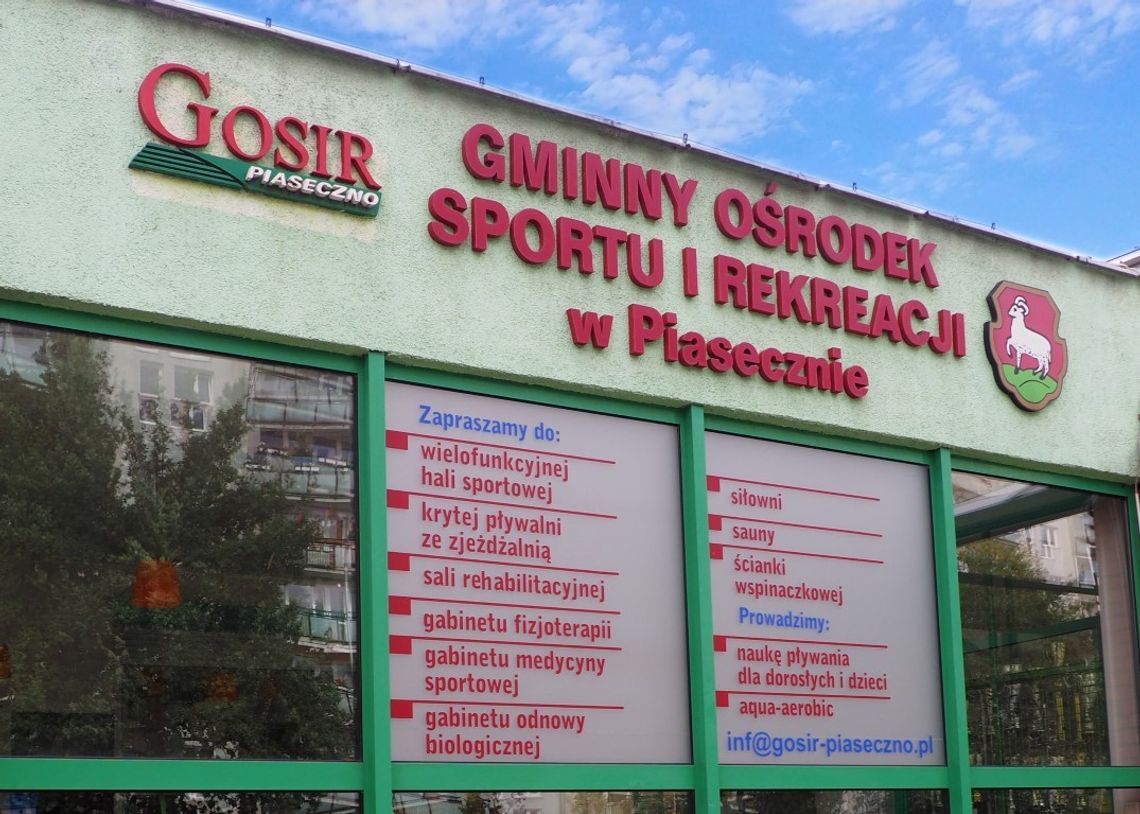 GOSIR
PIASECZNO
GMINNY OŚRODEK
SPORTU I REKREACJI
w Piasecznie
Zapraszamy do:
wielofunkcyjnej
hali sportowej
krytej pływalni
ze zjeżdżalnią
sali rehabilitacyjnej
gabinetu fizjoterapii
gabinetu medycyny
sportowej
gabinetu odnowy
biologicznej
siłowni
sauny
ścianki
wspinaczkowej
Prowadzimy:
naukę pływania
dla dorosłych i dzieci
aqua-aerobic
inf@gosir-piaseczno.pl